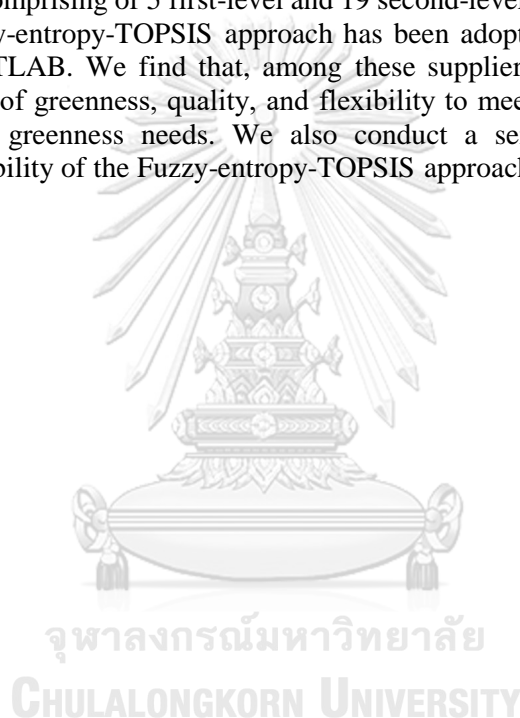 comprising of 5 first-level and 19 second-level
y-entropy-TOPSIS approach has been adopt
TLAB. We find that, among these supplier
of greenness, quality, and flexibility to mee
greenness needs. We also conduct a se
bility of the Fuzzy-entropy-TOPSIS approach
จุฬาลงกรณ์มหาวิทยาลัย
CHULALONGKORN UNIVERSITY